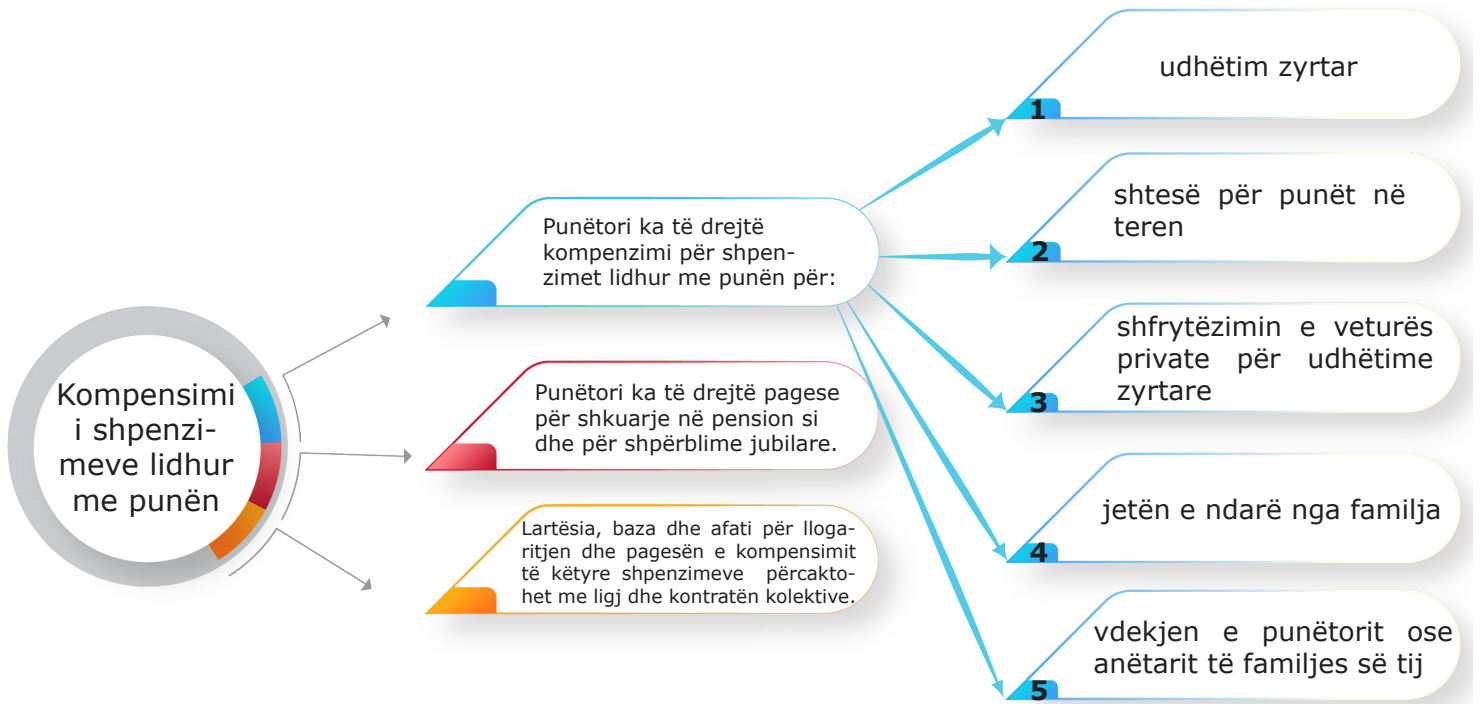 Kompensimi
i shpenzi-
meve lidhur
me punën
Punëtori ka të drejtë
kompenzimi për shpen-
zimet lidhur me punën për:
Punëtori ka të drejtë pagese
për shkuarje në pension si
dhe për shpërblime jubilare.
Lartësia, baza dhe afati për lloga-
ritjen dhe pagesën e kompensimit
të këtyre shpenzimeve përcakto-
het me ligj dhe kontratën kolektive.
udhëtim zyrtar
1
shtesë për punët në
teren
2
shfrytëzimin e veturës
private për udhëtime
zyrtare
3
jetën e ndarë nga familja
4
vdekjen e punëtorit ose
anëtarit të familjes së tij
5